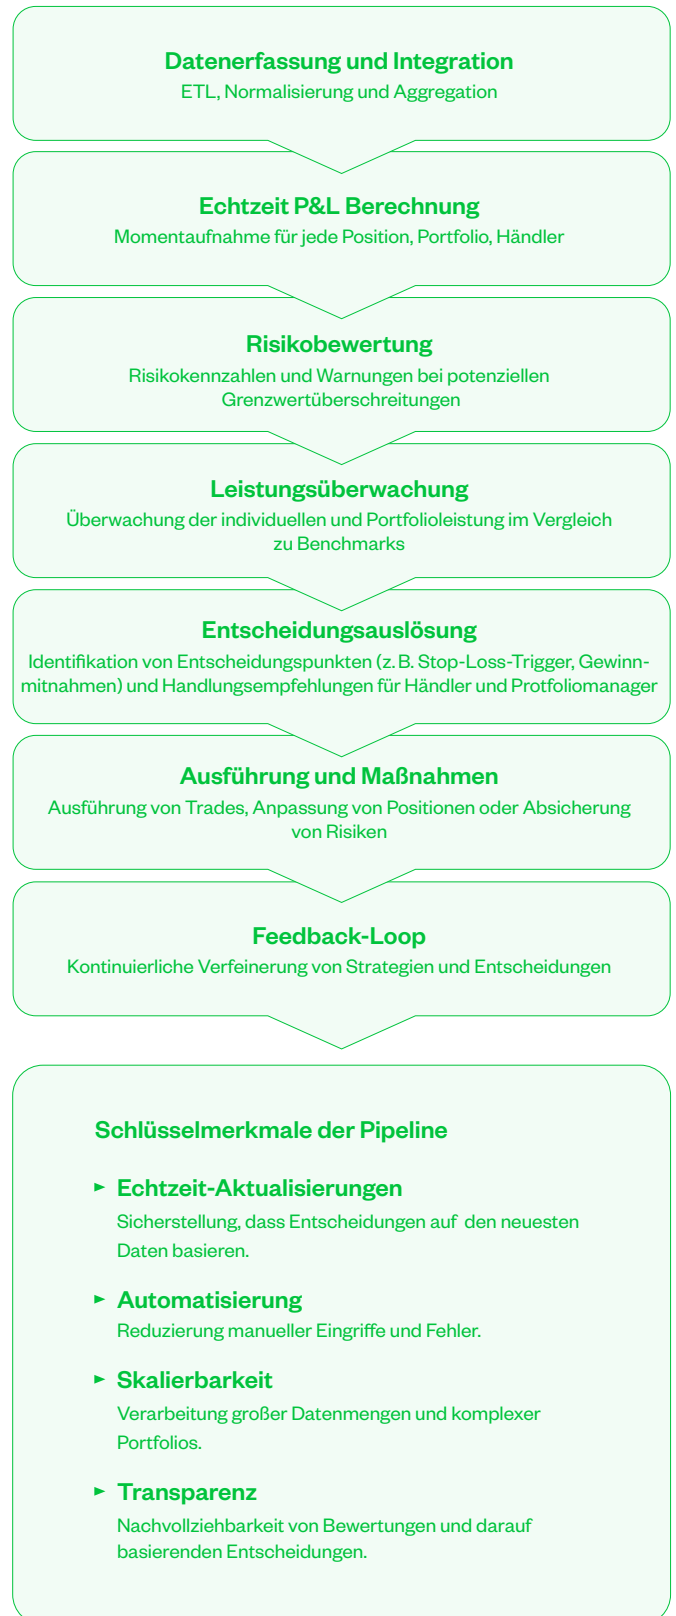 Datenerfassung und Integration
ETL, Normalisierung und Aggregation
Echtzeit P&L Berechnung
Momentaufnahme für jede Position, Portfolio, Händler
Risikobewertung
Risikokennzahlen und Warnungen bei potenziellen
Grenzwertüberschreitungen
Leistungsüberwachung
Überwachung der individuellen und Portfolioleistung im Vergleich
zu Benchmarks
Entscheidungsauslösung
Identifikation von Entscheidungspunkten (z. B. Stop-Loss-Trigger, Gewinn-
mitnahmen) und Handlungsempfehlungen für Händler und Protfoliomanager
Ausführung und Maßnahmen
Ausführung von Trades, Anpassung von Positionen oder Absicherung
von Risiken
Feedback-Loop
Kontinuierliche Verfeinerung von Strategien und Entscheidungen
Schlüsselmerkmale der Pipeline
► Echtzeit-Aktualisierungen
Sicherstellung, dass Entscheidungen auf den neuesten
Daten basieren.
► Automatisierung
Reduzierung manueller Eingriffe und Fehler.
► Skalierbarkeit
Verarbeitung großer Datenmengen und komplexer
Portfolios.
► Transparenz
Nachvollziehbarkeit von Bewertungen und darauf
basierenden Entscheidungen.